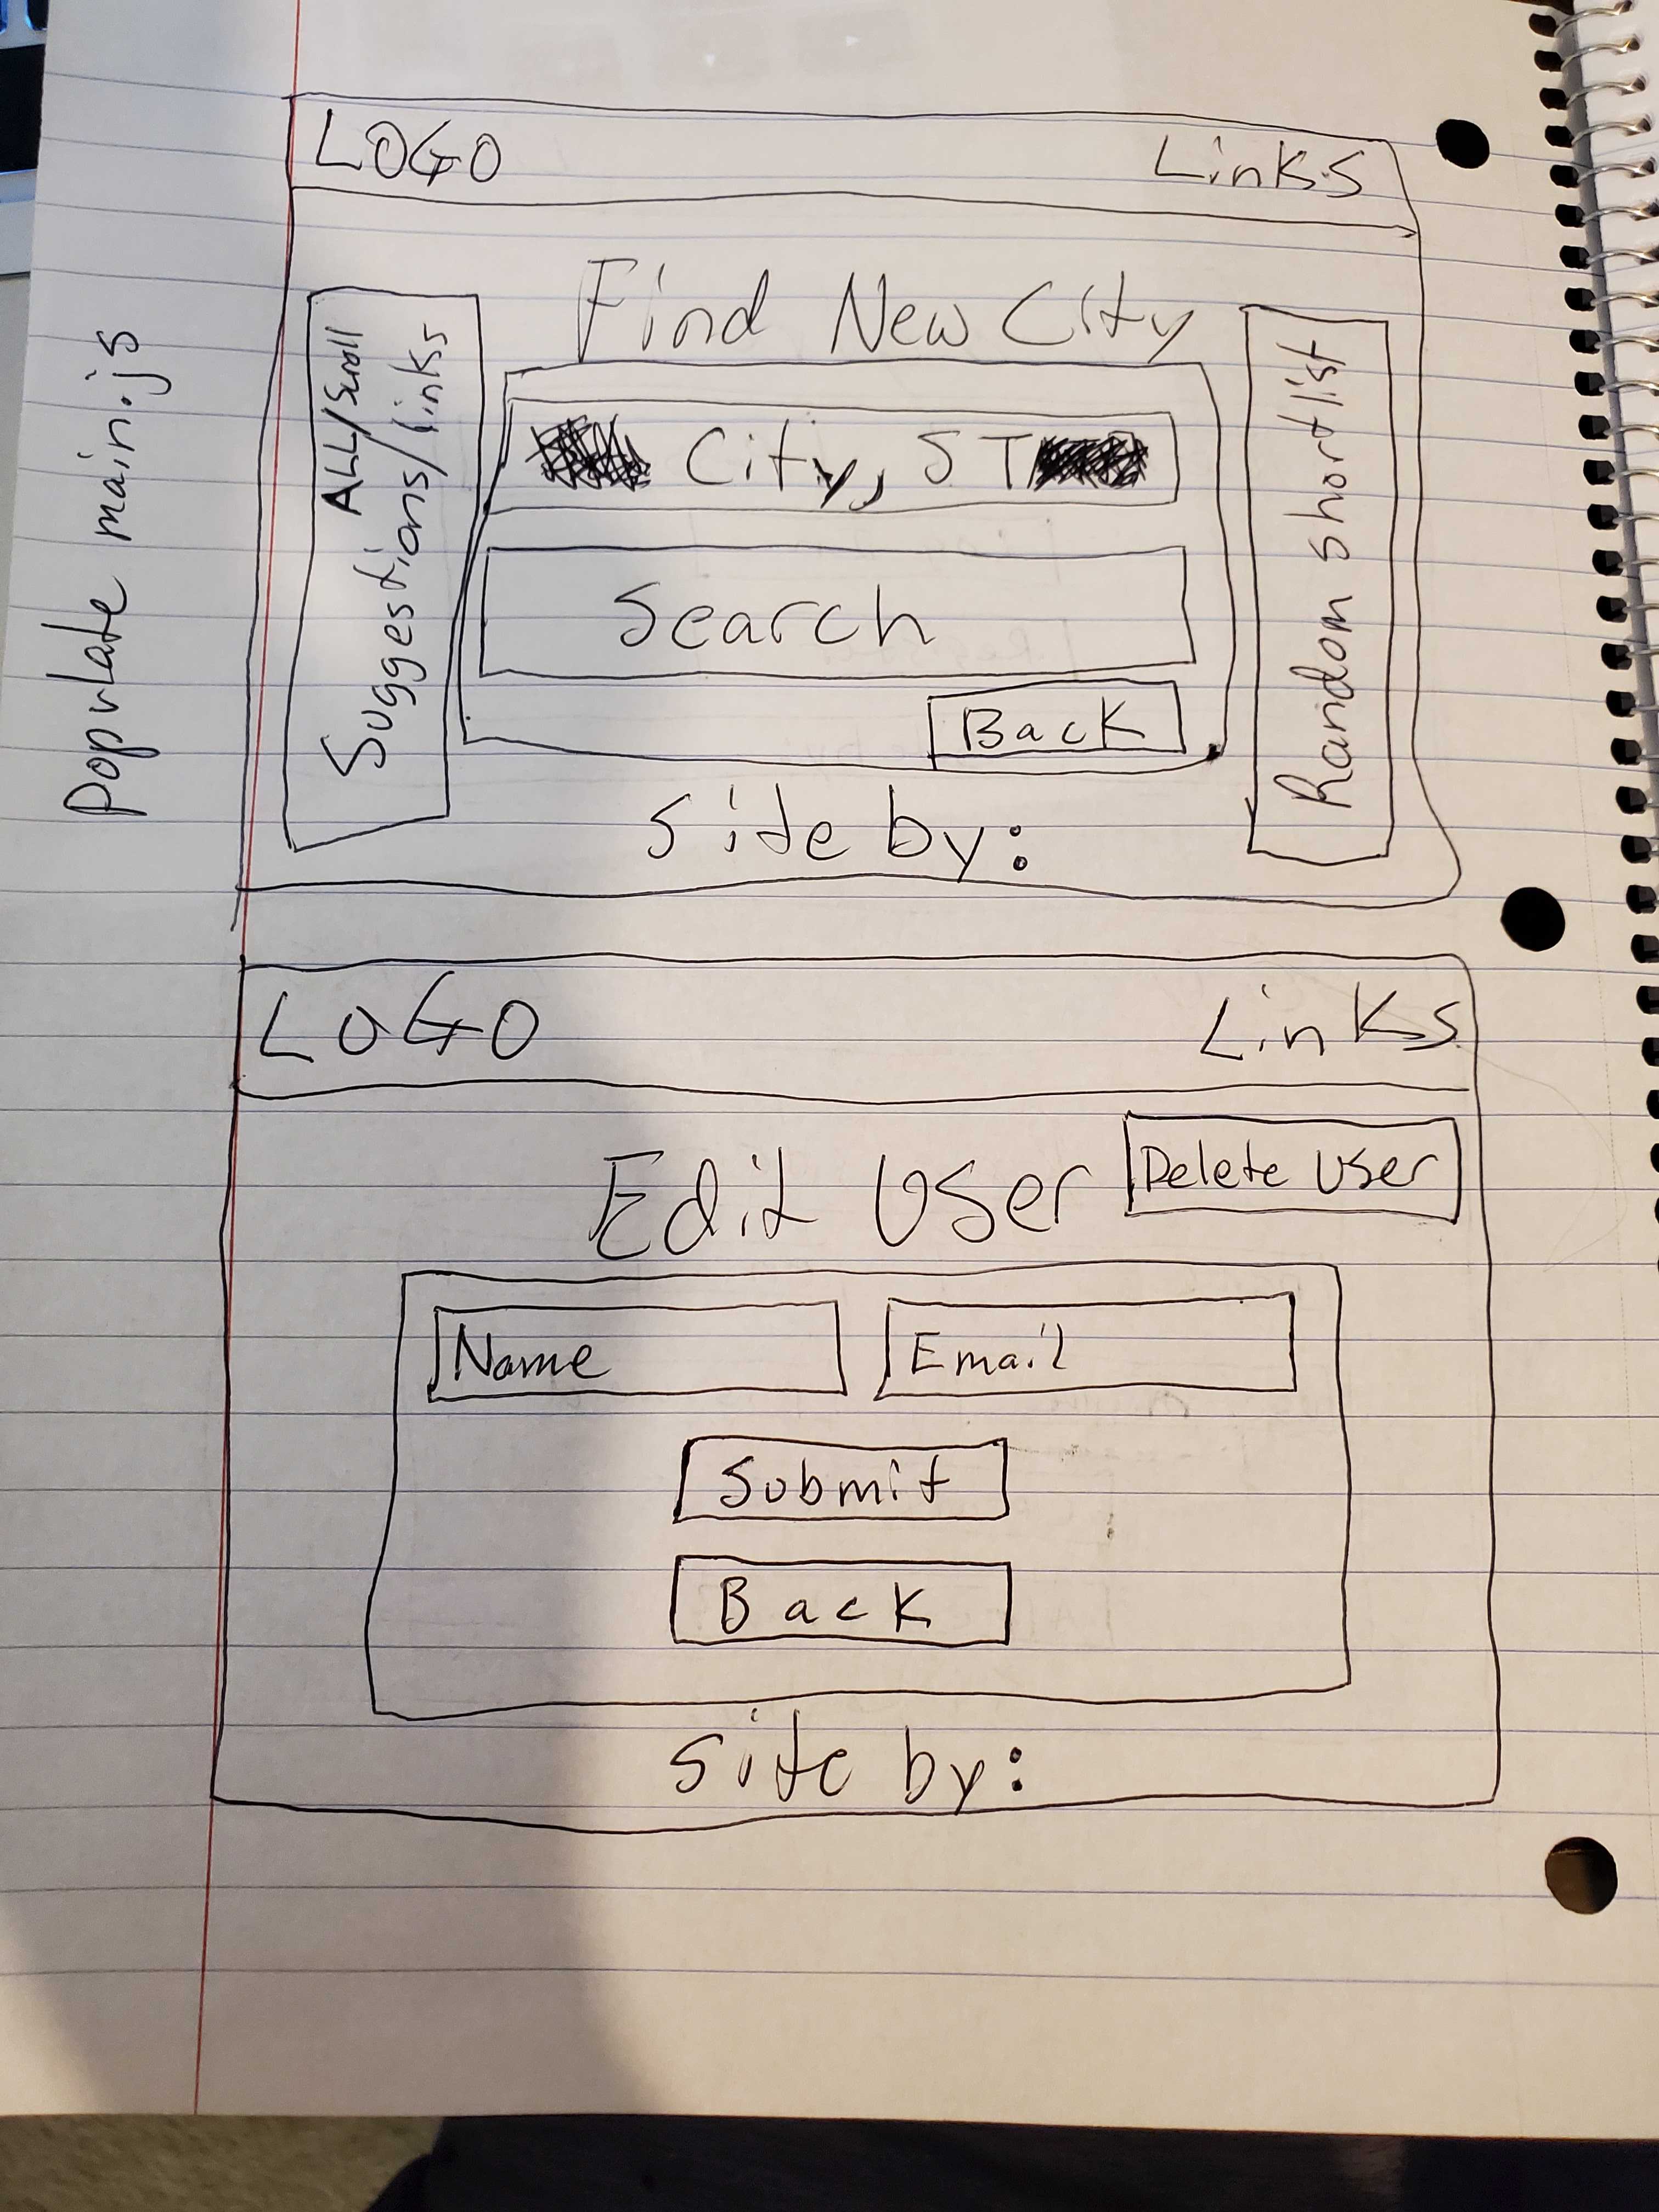 Populate main.js
LOGO Links
Find New City
ALL/Scroll
Suggestions/links
City, ST
Search
Back
Random Short list
Site by:
LOGO Links
Edit User
Delete User
Name Email
Submit
Back
Site by: